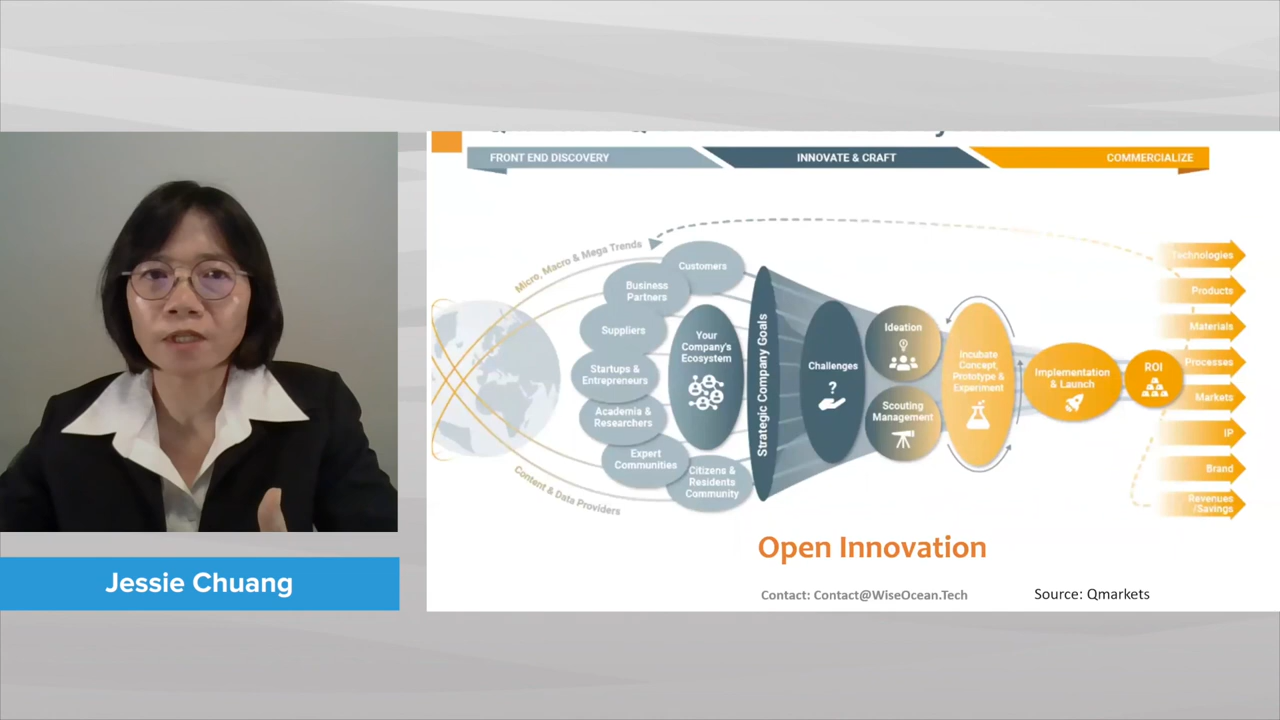 FRONT END DISCOVERY
INNOVATE & CRAFT
COMMERCIALIZE
Micro, Macro & Mega Trends
Customers
Business
Partners
Suppliers
Startups &
Entrepreneurs
Academia &
Researchers
Expert
Communities
Citizens &
Residents
Community
Content & Data Providers
Your
Company's
Ecosystem
Strategic Company Goals
Challenges
?
Ideation
Scouting
Management
Incubate
Concept,
Prototype &
Experiment
Implementation
& Launch
ROI
Technologies
Products
Materials
Processes
Markets
IP
Brand
Revenues
/Savings
Open Innovation
Contact: Contact@WiseOcean.Tech
Source: Qmarkets
Jessie Chuang